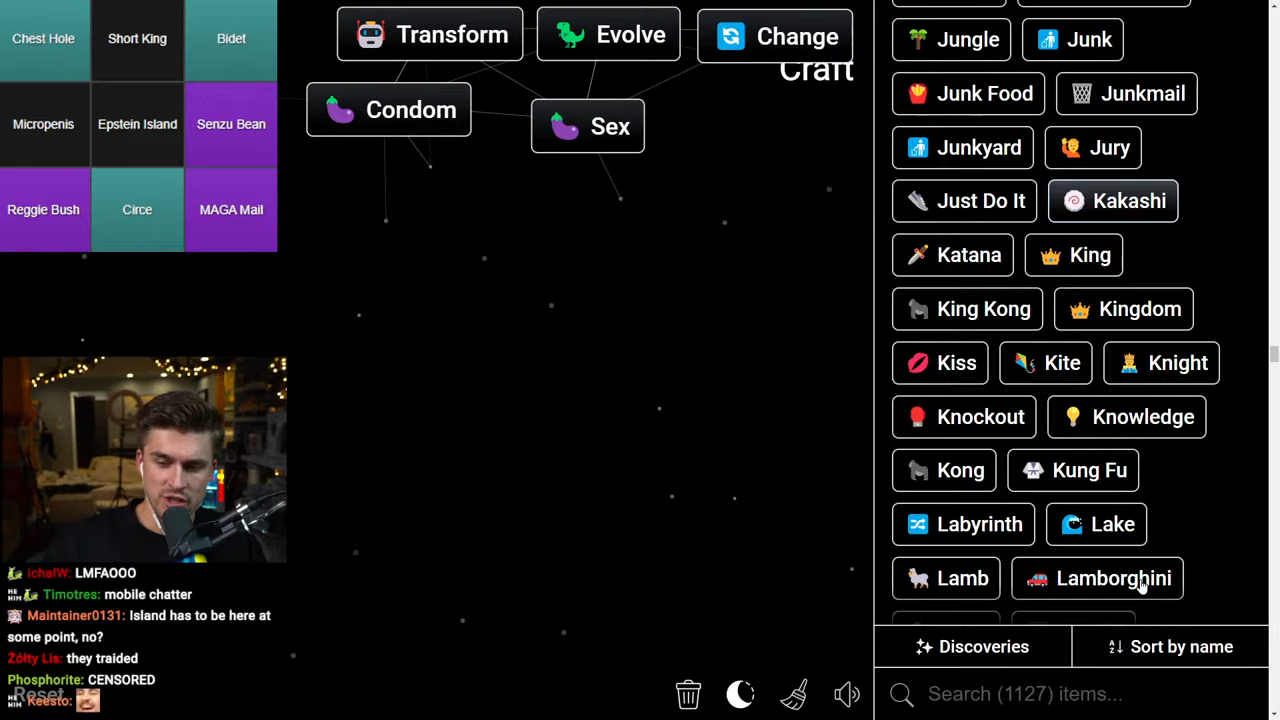 Chest Hole
Short King
Bidet
Micropenis
Epstein Island
Senzu Bean
Reggie Bush
Circe
MAGA Mail
Transform
Evolve
Change
Craft
Condom
Sex
Jungle
Junk
Junk Food
Junkmail
Junkyard
Jury
Just Do It
Kakashi
Katana
King
King Kong
Kingdom
Kiss
Kite
Knight
Knockout
Knowledge
Kong
Kung Fu
Labyrinth
Lake
Lamb
Lamborghini
Discoveries
Sort by name
Search (1127) items...
ichalW: LMFAOOO
Timotres: mobile chatter
Maintainer0131: Island has to be here at
some point, no?
Żółty Lis: they traided
Phosphorite: CENSORED
Keesto:
Reset